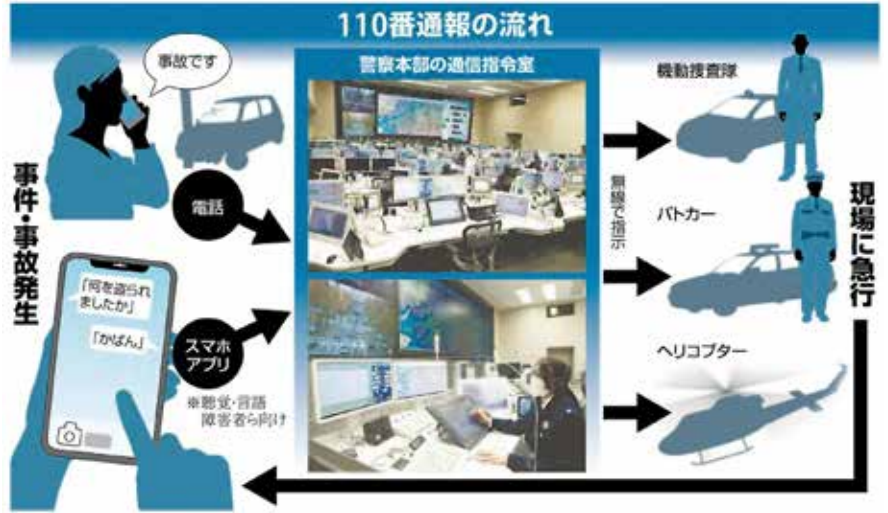 110番通報の流れ
事件・事故発生
事故です
電話
「何を盗られ
ましたか」
「かばん」
スマホ
アプリ
※聴覚・言語
障害者ら向け
警察本部の通信指令室
無線で指示
機動捜査隊
パトカー
ヘリコプター
現場に急行